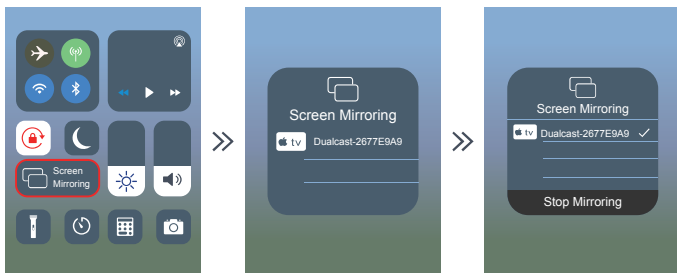 Screen
Mirroring
Screen Mirroring
tv Dualcast-2677E9A9
Screen Mirroring
tv Dualcast-2677E9A9
Stop Mirroring